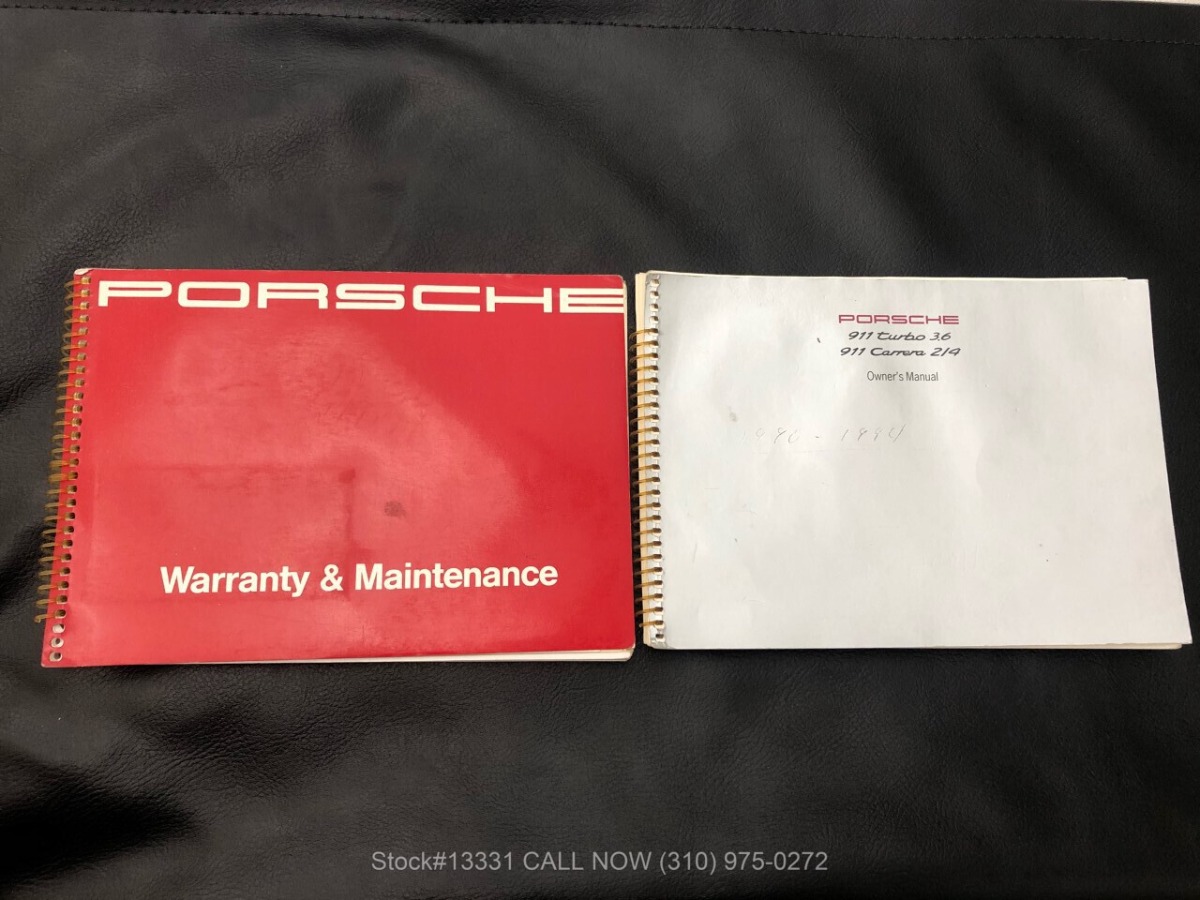 PORSCHE
Warranty & Maintenance
PORSCHE
911 turbo 3.6
911 Carrera 2/4
Owner's Manual
Stock#13331 CALL NOW (310) 975-0272